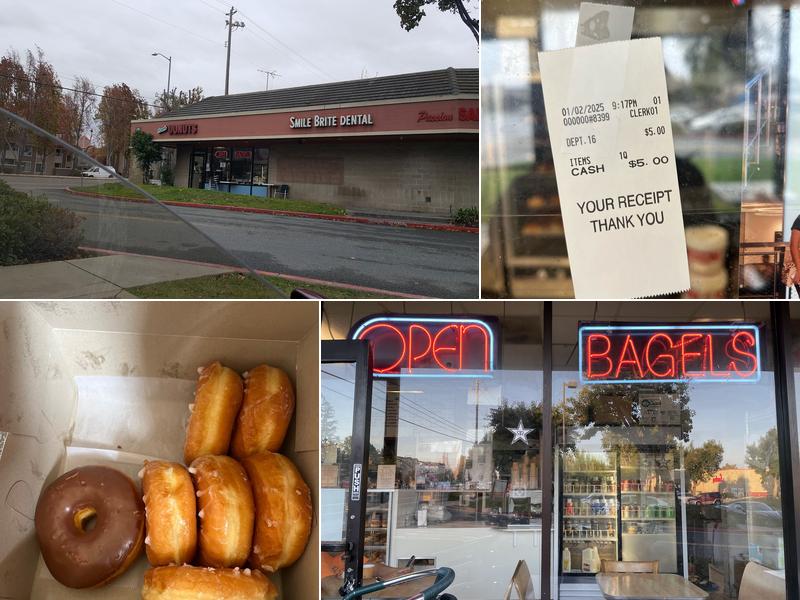 DONUTS
SMILE BRITE DENTAL
Passion
01/02/2025 9:17PM 01
000000#8399 CLERK01
DEPT.16 $5.00
ITEMS 1Q
CASH $5.00
YOUR RECEIPT
THANK YOU
OPEN
BAGELS
PUSH